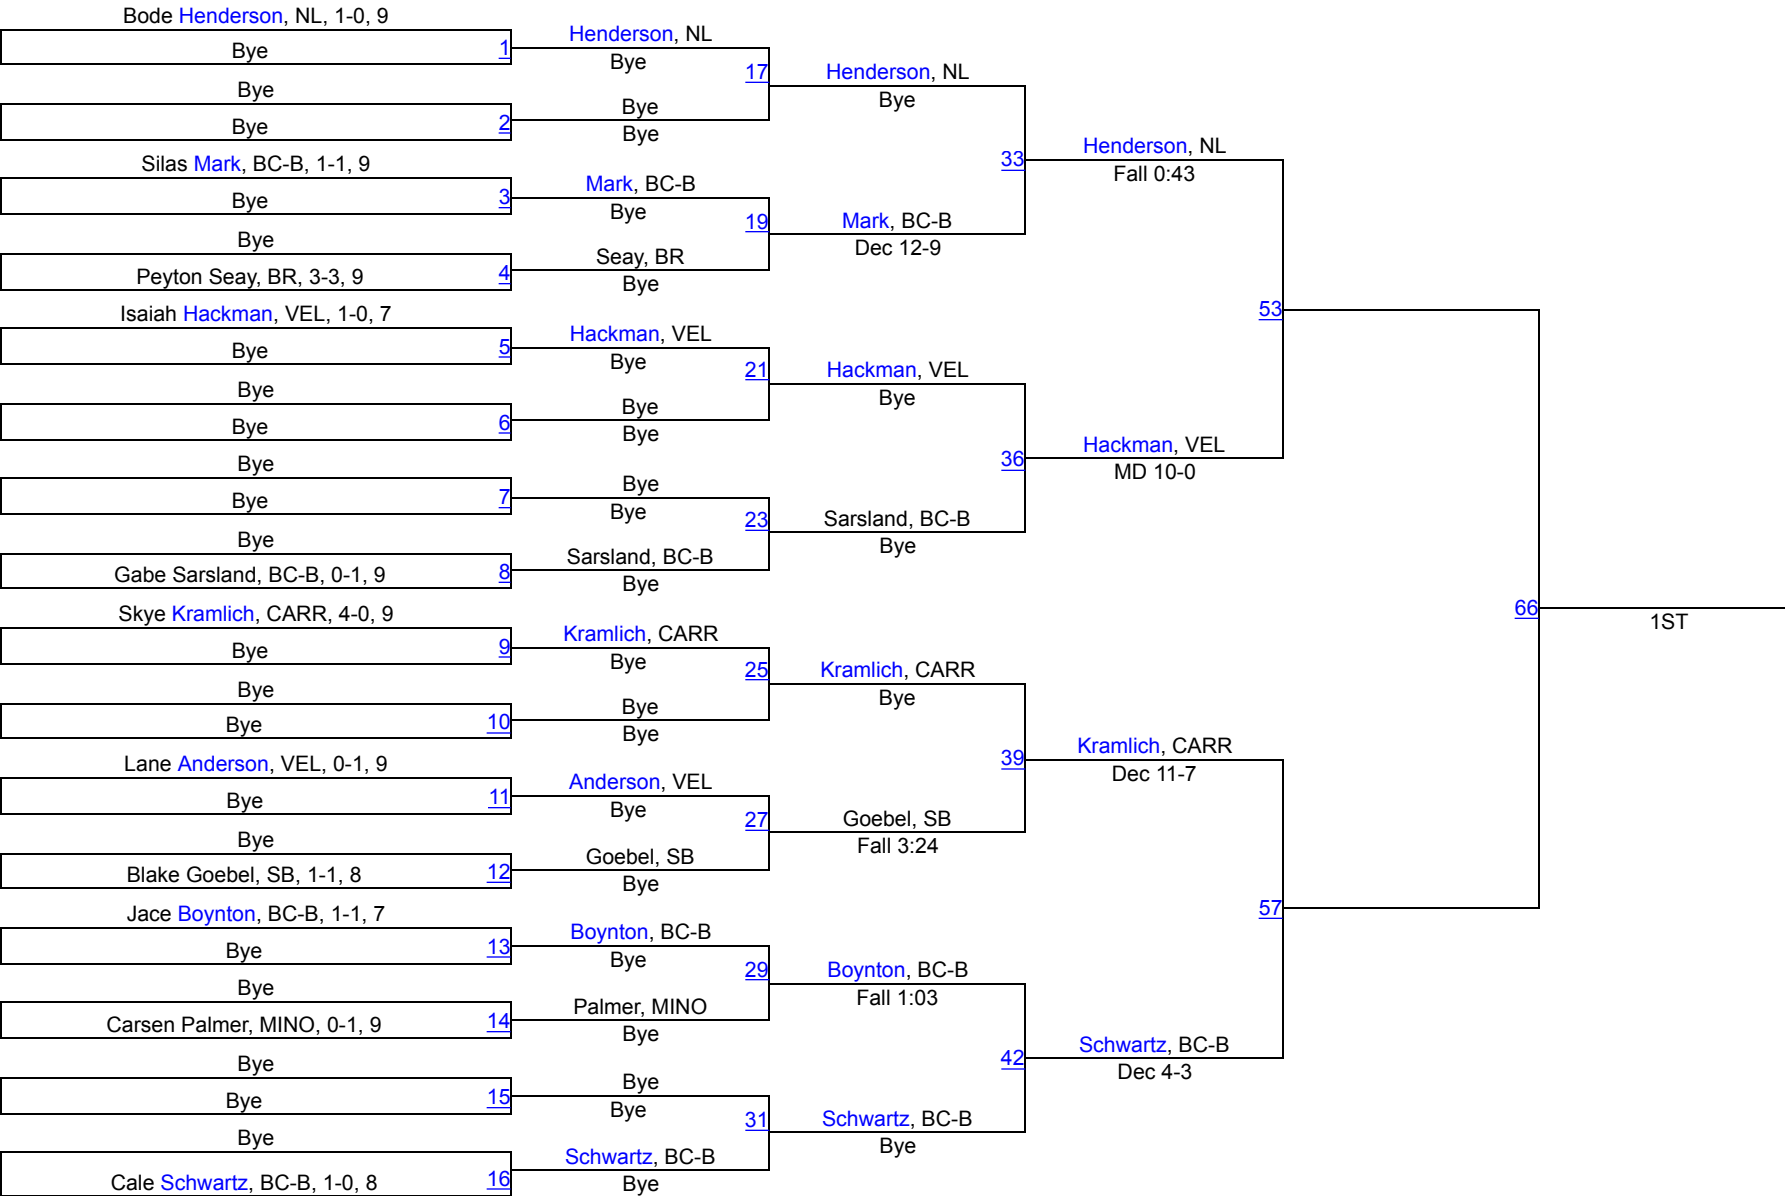 Bode Henderson, NL, 1-0, 9
Bye
1
Bye
Bye
2
Silas Mark, BC-B, 1-1, 9
Bye
3
Bye
Peyton Seay, BR, 3-3, 9
4
Isaiah Hackman, VEL, 1-0, 7
Bye
5
Bye
Bye
6
Bye
Bye
7
Bye
Gabe Sarsland, BC-B, 0-1, 9
8
Skye Kramlich, CARR, 4-0, 9
Bye
9
Bye
Bye
10
Lane Anderson, VEL, 0-1, 9
Bye
11
Bye
Blake Goebel, SB, 1-1, 8
12
Jace Boynton, BC-B, 1-1, 7
Bye
13
Bye
Carsen Palmer, MINO, 0-1, 9
14
Bye
Bye
15
Bye
Cale Schwartz, BC-B, 1-0, 8
16
Henderson, NL
Bye
17
Bye
Bye
Mark, BC-B
Bye
19
Seay, BR
Bye
Hackman, VEL
Bye
21
Bye
Bye
Bye
Bye
23
Sarsland, BC-B
Bye
Kramlich, CARR
Bye
25
Bye
Bye
Anderson, VEL
Bye
27
Goebel, SB
Bye
Boynton, BC-B
Bye
29
Palmer, MINO
Bye
Bye
Bye
31
Schwartz, BC-B
Bye
Henderson, NL
Bye
33
Mark, BC-B
Dec 12-9
Hackman, VEL
Bye
36
Sarsland, BC-B
Bye
Kramlich, CARR
Bye
39
Goebel, SB
Fall 3:24
Boynton, BC-B
Fall 1:03
42
Schwartz, BC-B
Bye
Henderson, NL
Fall 0:43
53
Hackman, VEL
MD 10-0
Kramlich, CARR
Dec 11-7
57
Schwartz, BC-B
Dec 4-3
66
1ST